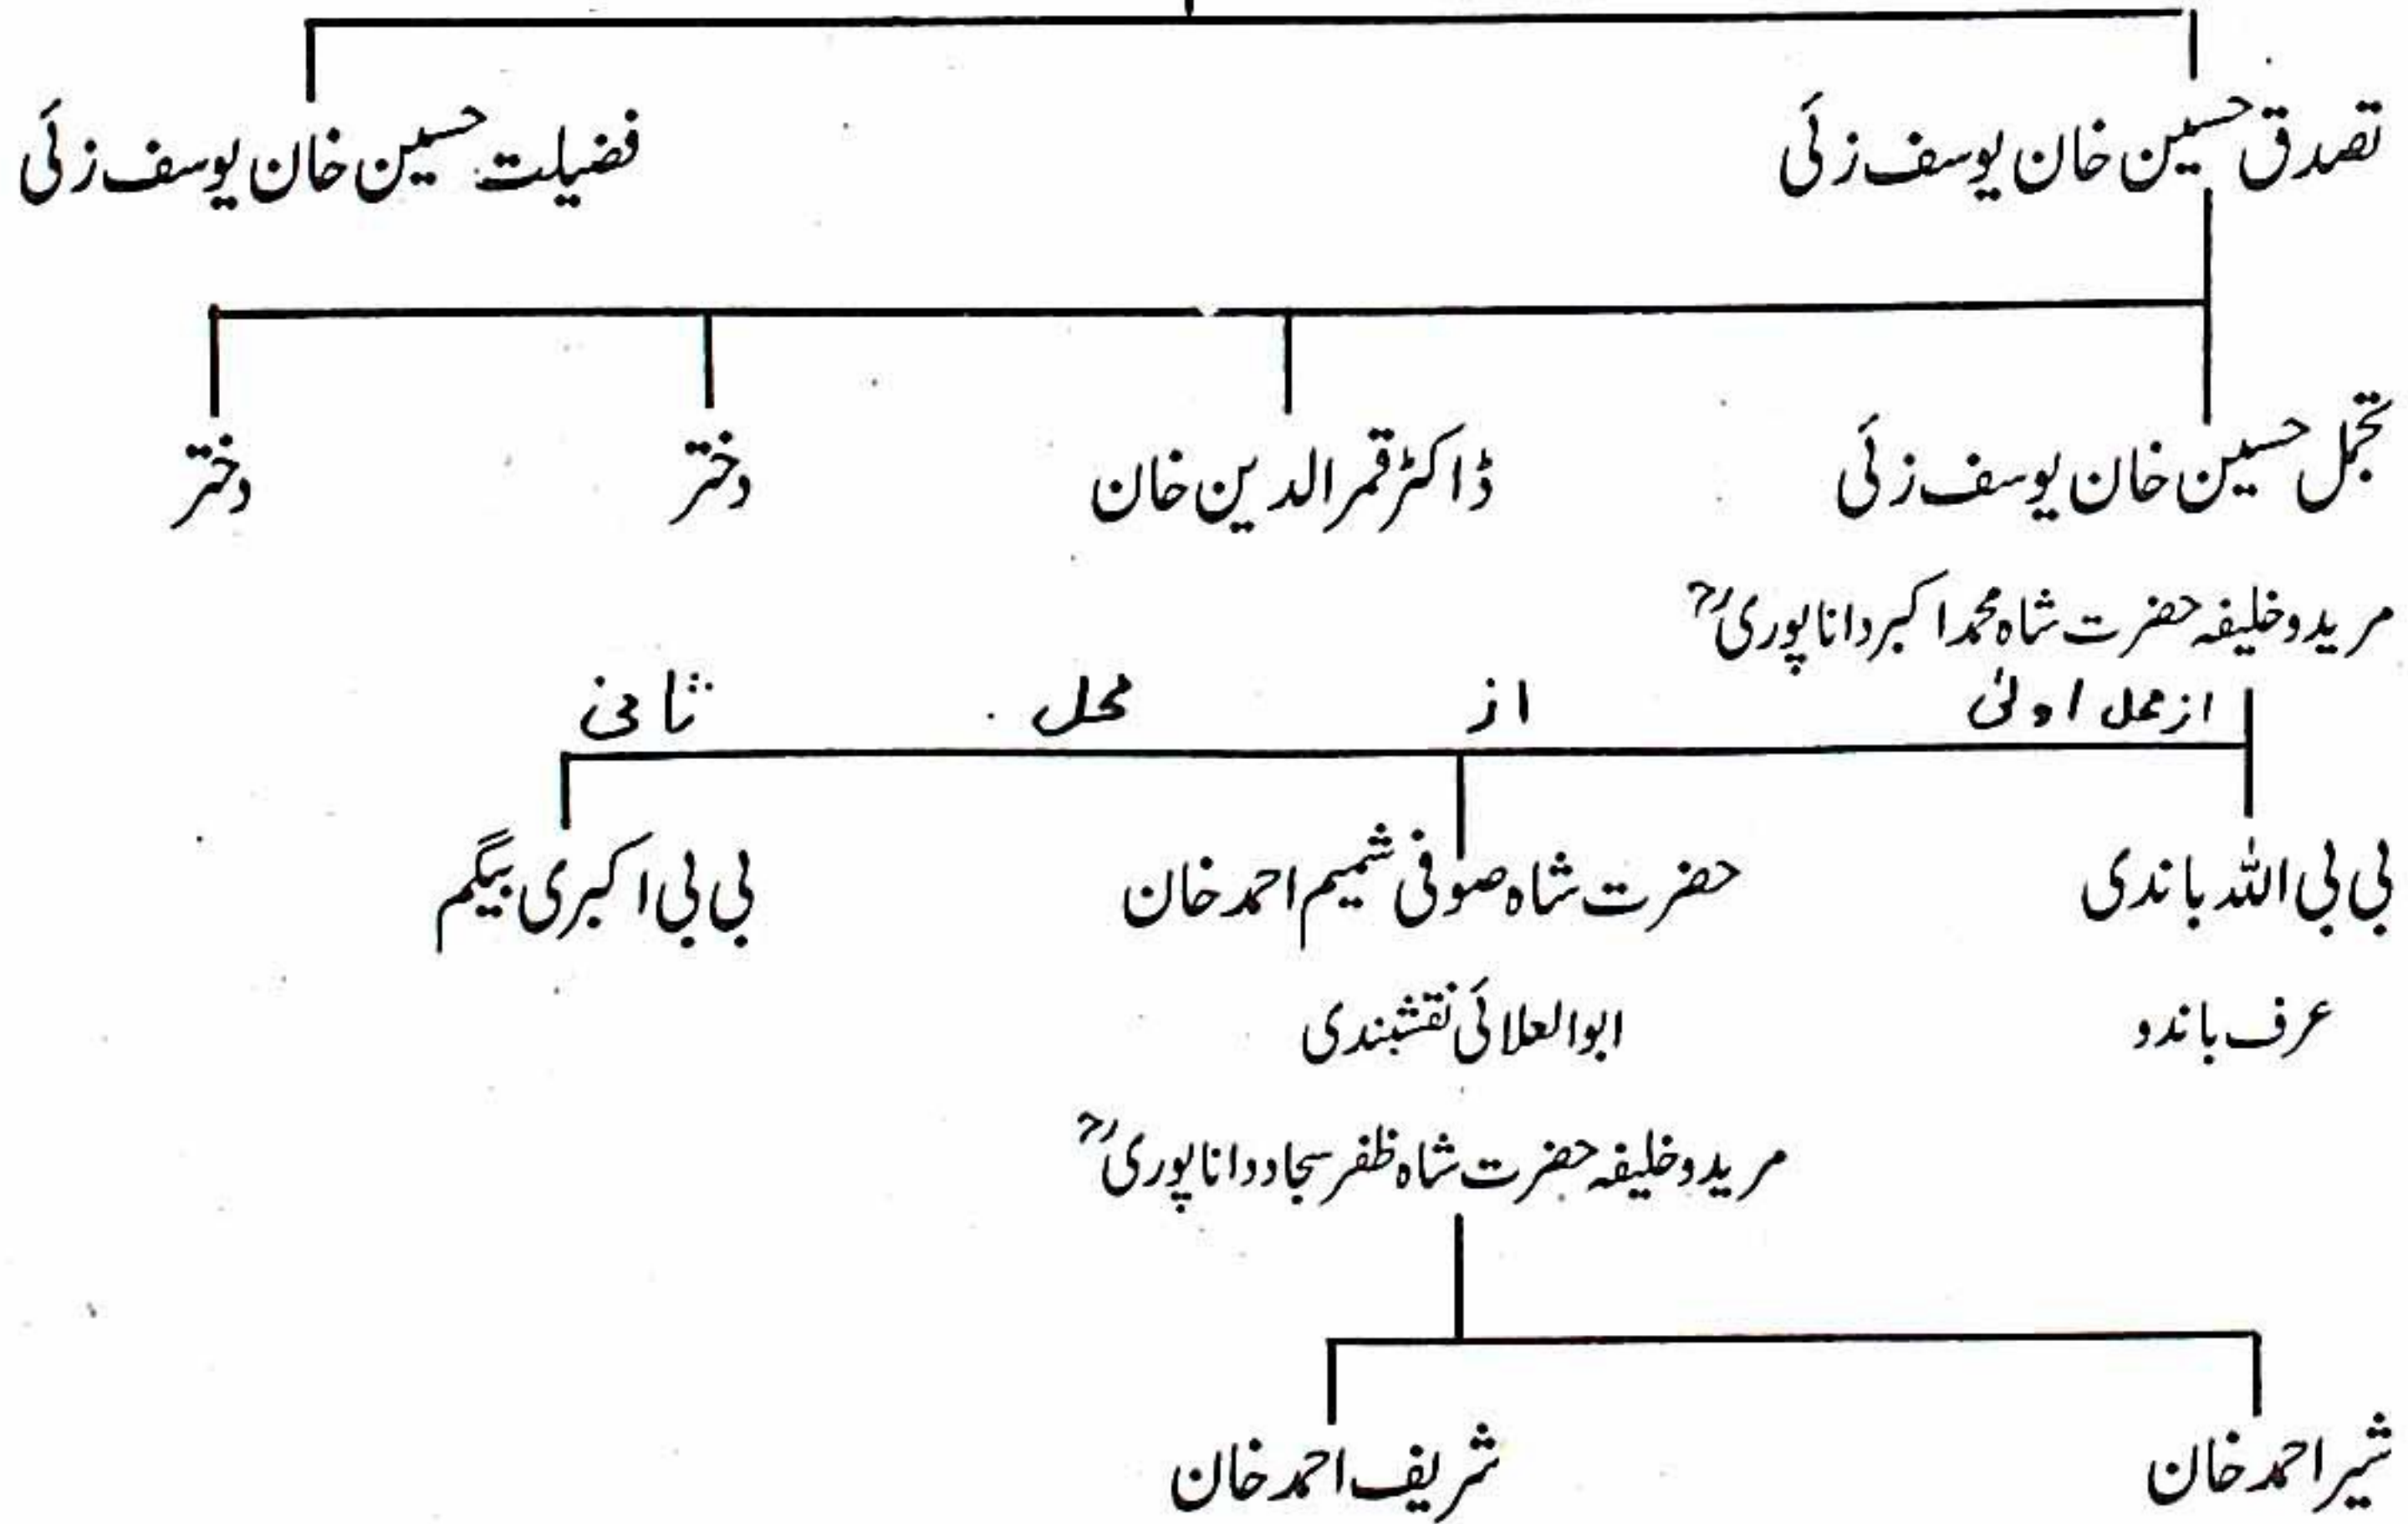 تصدق حسین خان یوسف زئی
فضیلت حسین خان یوسف زئی
تجمل حسین خان یوسف زئی
ڈاکٹر قمر الدین خان
دختر
دختر
مرید و خلیفہ حضرت شاہ محمد اکبر داناپوریؒ
از محل اولیٰ
از محل ثانی
بی بی اللہ باندی
حضرت شاہ صوفی شمیم احمد خان
بی بی اکبری بیگم
عرف باندو
ابوالعلائی نقشبندی
مرید و خلیفہ حضرت شاہ ظفر سجاد داناپوریؒ
شیر احمد خان
شریف احمد خان